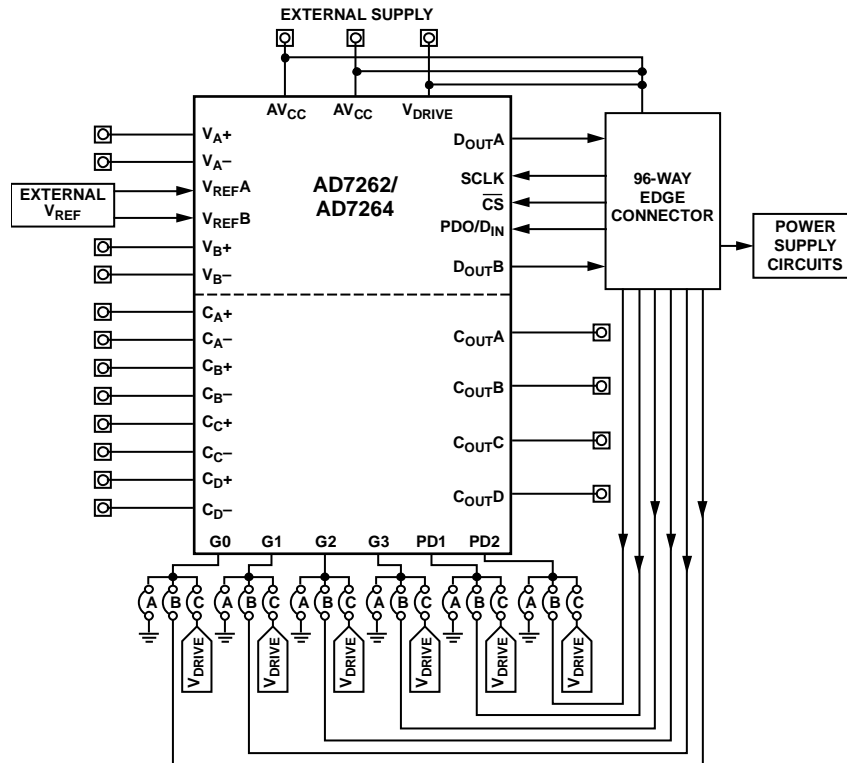 EXTERNAL SUPPLY
AVCC
AVCC
VDRIVE
VA+
VA–
VREFA
VREFB
VB+
VB–
CA+
CA–
CB+
CB–
CC+
CC–
CD+
CD–
EXTERNAL
VREF
AD7262/
AD7264
DOUTA
SCLK
CS
PDO/DIN
DOUTB
COUTA
COUTB
COUTC
COUTD
96-WAY
EDGE
CONNECTOR
POWER
SUPPLY
CIRCUITS
G0 G1 G2 G3 PD1 PD2
A B C A B C A B C A B C A B C A B C
VDRIVE
VDRIVE
VDRIVE
VDRIVE
VDRIVE
VDRIVE